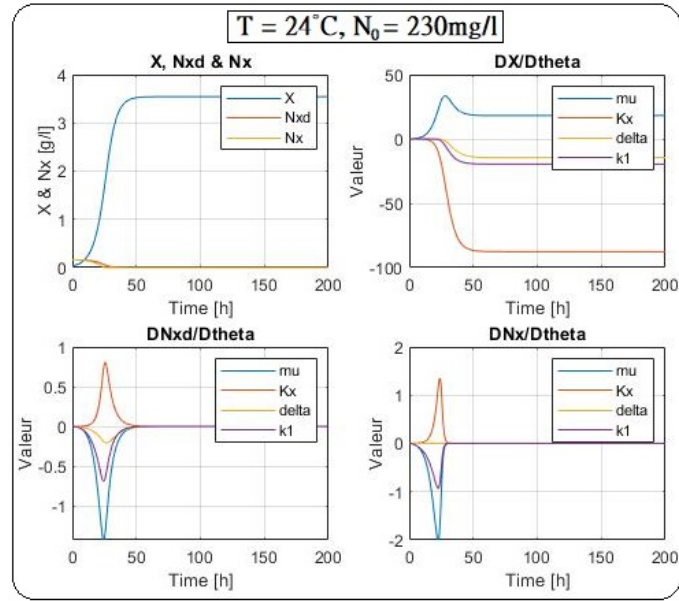 T = 24°C, N₀ = 230mg/l
X, Nxd & Nx
X & Nx [g/l]
4
3
2
1
0
0 50 100 150 200
Time [h]
X
Nxd
Nx
DX/Dtheta
Valeur
50
0
-50
-100
0 50 100 150 200
Time [h]
mu
Kx
delta
k1
DNxd/Dtheta
Valeur
1
0.5
0
-0.5
-1
0 50 100 150 200
Time [h]
mu
Kx
delta
k1
DNx/Dtheta
Valeur
2
1
0
-1
-2
0 50 100 150 200
Time [h]
mu
Kx
delta
k1